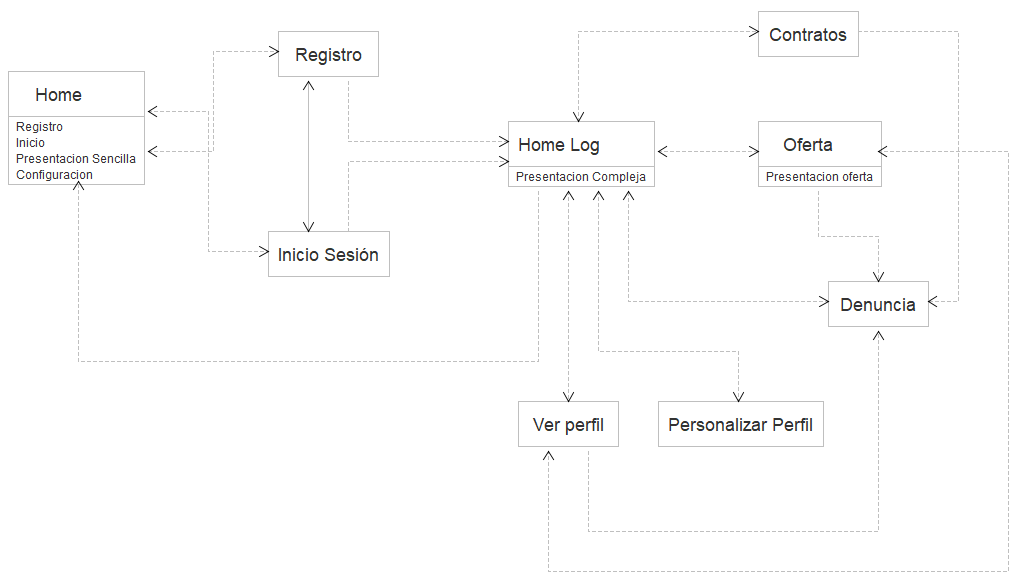 Contratos
Registro
Home
Registro
Inicio
Presentacion Sencilla
Configuracion
Home Log
Presentacion Compleja
Oferta
Presentacion oferta
Inicio Sesión
Denuncia
Ver perfil
Personalizar Perfil